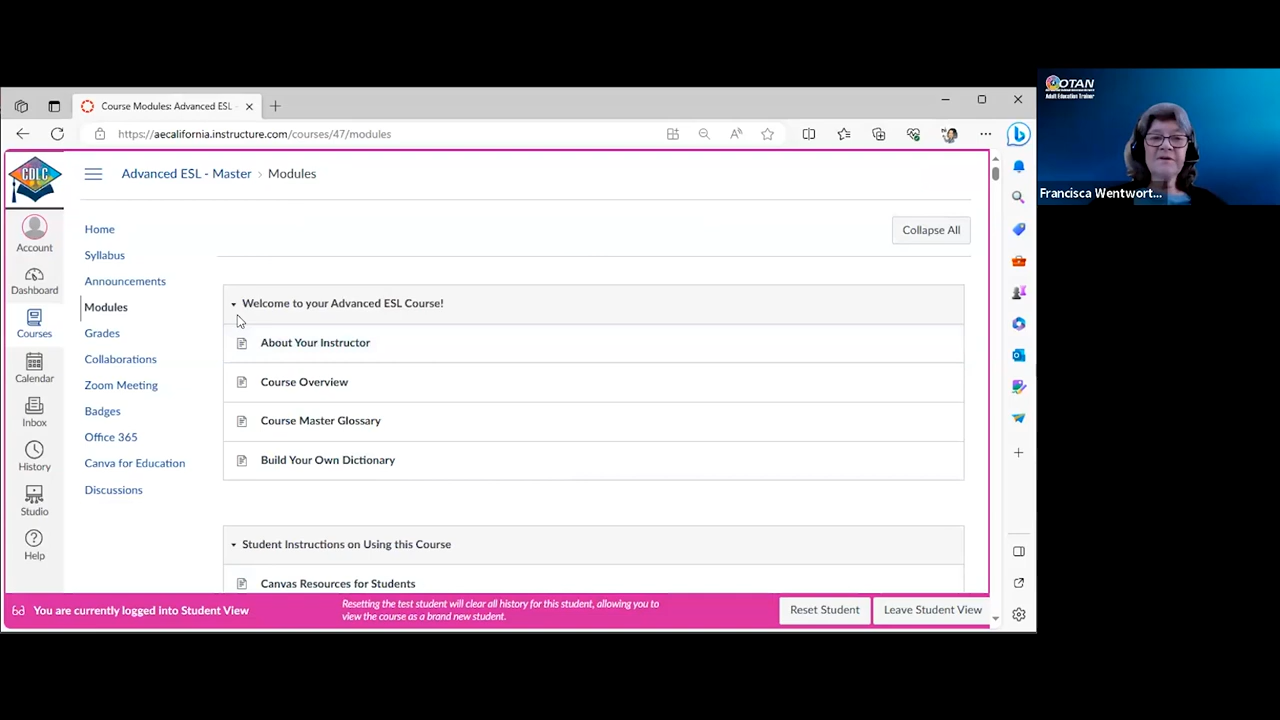 Course Modules: Advanced ESL -
https://aecalifornia.instructure.com/courses/47/modules
OTAN
Adult Education Trainer
Francisca Wentwort...
CDLC
Advanced ESL - Master › Modules
Account
Dashboard
Courses
Calendar
Inbox
History
Studio
Help
Home
Syllabus
Announcements
Modules
Grades
Collaborations
Zoom Meeting
Badges
Office 365
Canva for Education
Discussions
Collapse All
Welcome to your Advanced ESL Course!
About Your Instructor
Course Overview
Course Master Glossary
Build Your Own Dictionary
Student Instructions on Using this Course
Canvas Resources for Students
You are currently logged into Student View
Resetting the test student will clear all history for this student, allowing you to
view the course as a brand new student.
Reset Student
Leave Student View